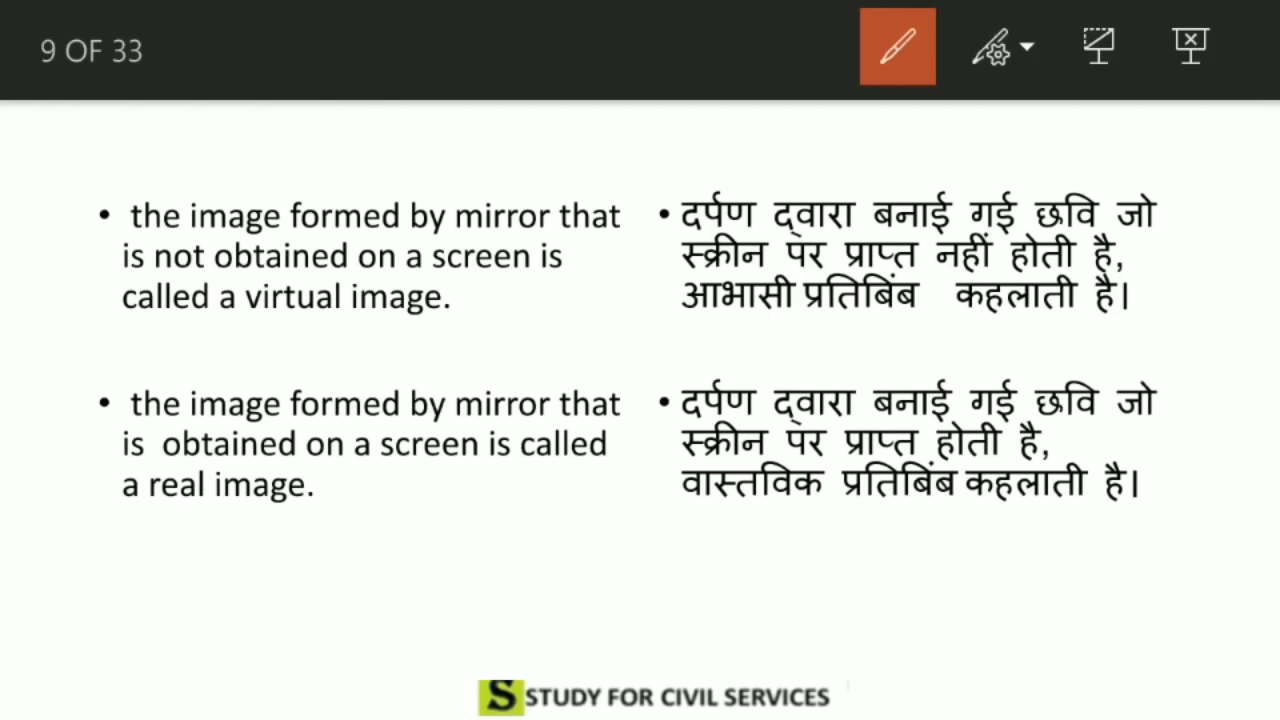 9 OF 33
the image formed by mirror that
is not obtained on a screen is
called a virtual image.
the image formed by mirror that
is obtained on a screen is called
a real image.
दर्पण द्वारा बनाई गई छवि जो
स्क्रीन पर प्राप्त नहीं होती है,
आभासी प्रतिबिंब कहलाती है।
दर्पण द्वारा बनाई गई छवि जो
स्क्रीन पर प्राप्त होती है,
वास्तविक प्रतिबिंब कहलाती है।
S STUDY FOR CIVIL SERVICES